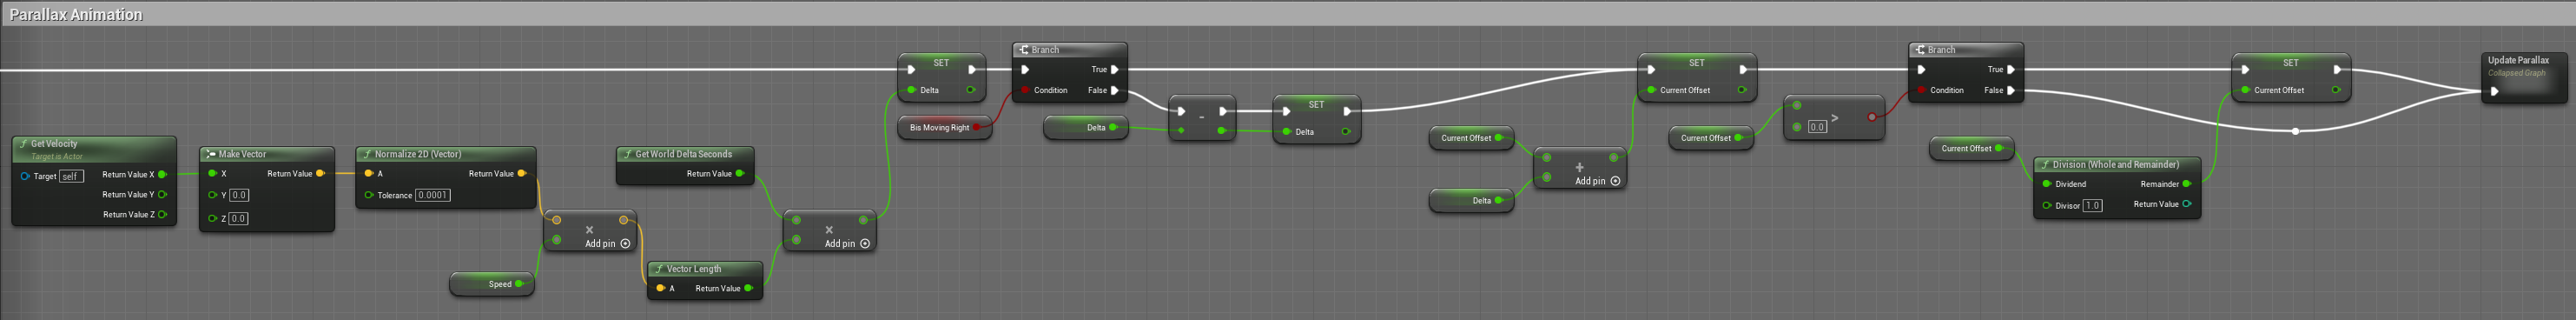 Parallax Animation
Get Velocity
Target is Actor
Target self
Return Value X
Return Value Y
Return Value Z
Make Vector
X Return Value
Y 0.0
Z 0.0
Normalize 2D (Vector)
A Return Value
Tolerance 0.0001
Speed
×
Add pin
Get World Delta Seconds
Return Value
Vector Length
A Return Value
×
Add pin
SET
Delta
Bis Moving Right
Branch
True
Condition False
Delta
-
SET
Delta
Current Offset
Delta
+
Add pin
SET
Current Offset
Current Offset
>
0.0
Branch
True
Condition False
Current Offset
Division (Whole and Remainder)
Dividend Remainder
Divisor 1.0 Return Value
SET
Current Offset
Update Parallax
Collapsed Graph